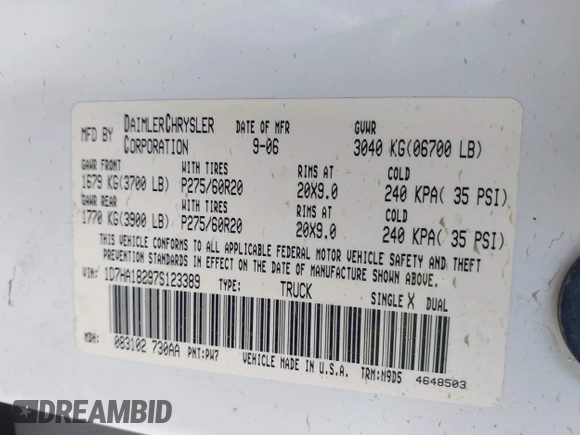 MFD BY DAIMLERCHRYSLER CORPORATION DATE OF MFR 9-06 GVWR 3040 KG(06700 LB)
GAWR FRONT WITH TIRES RIMS AT COLD
1679 KG(3700 LB) P275/60R20 20X9.0 240 KPA( 35 PSI)
GAWR REAR WITH TIRES RIMS AT COLD
1770 KG(3900 LB) P275/60R20 20X9.0 240 KPA( 35 PSI)
THIS VEHICLE CONFORMS TO ALL APPLICABLE FEDERAL MOTOR VEHICLE SAFETY AND THEFT
PREVENTION STANDARDS IN EFFECT ON THE DATE OF MANUFACTURE SHOWN ABOVE.
VIN: 1D7HA18297S123389 TYPE: TRUCK SINGLE X DUAL
MDH: 083102 730AA PNT:PW7 VEHICLE MADE IN U.S.A. TRM:M9D5 4648503
DREAMBID